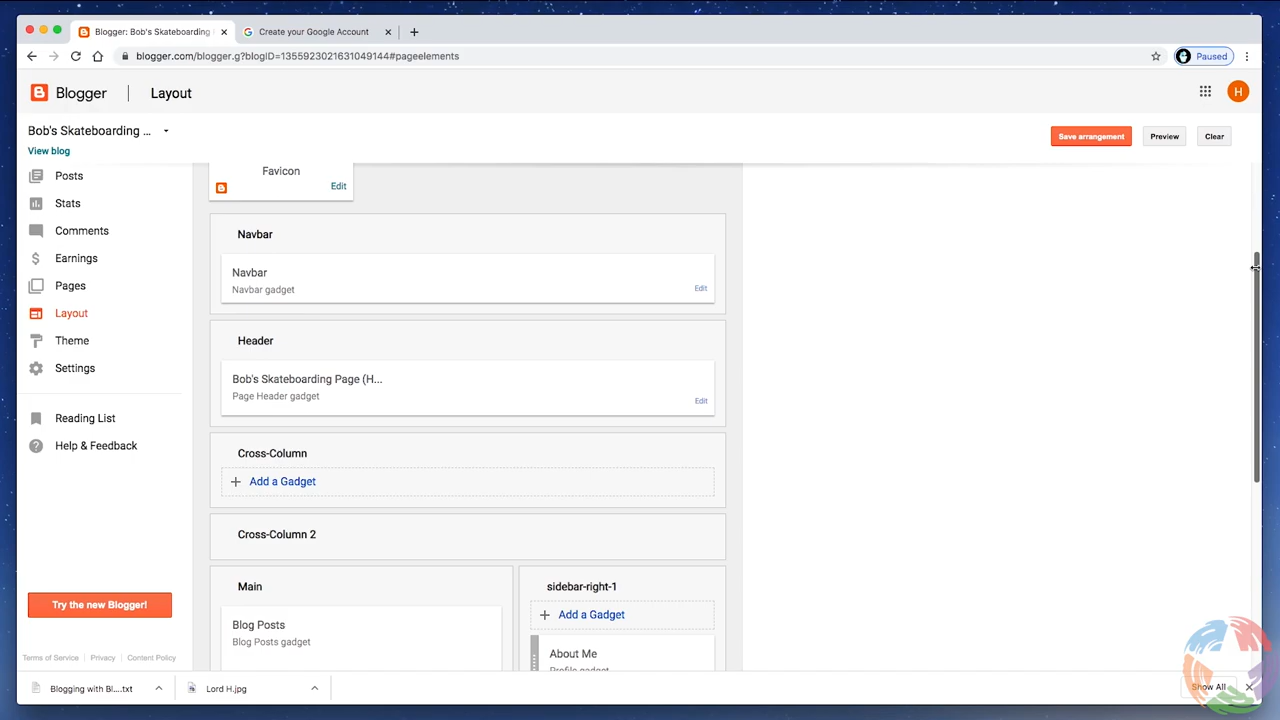 Blogger: Bob's Skateboarding
Create your Google Account
blogger.com/blogger.g?blogID=1355923021631049144#pageelements
Paused
Blogger
Layout
H
Bob's Skateboarding ...
View blog
Save arrangement
Preview
Clear
Posts
Stats
Comments
Earnings
Pages
Layout
Theme
Settings
Reading List
Help & Feedback
Try the new Blogger!
Terms of Service
Privacy
Content Policy
Favicon
Edit
Navbar
Navbar
Navbar gadget
Edit
Header
Bob's Skateboarding Page (H...
Page Header gadget
Edit
Cross-Column
Add a Gadget
Cross-Column 2
Main
Blog Posts
Blog Posts gadget
sidebar-right-1
Add a Gadget
About Me
Profile gadget
Blogging with Bl....txt
Lord H.jpg
Show All